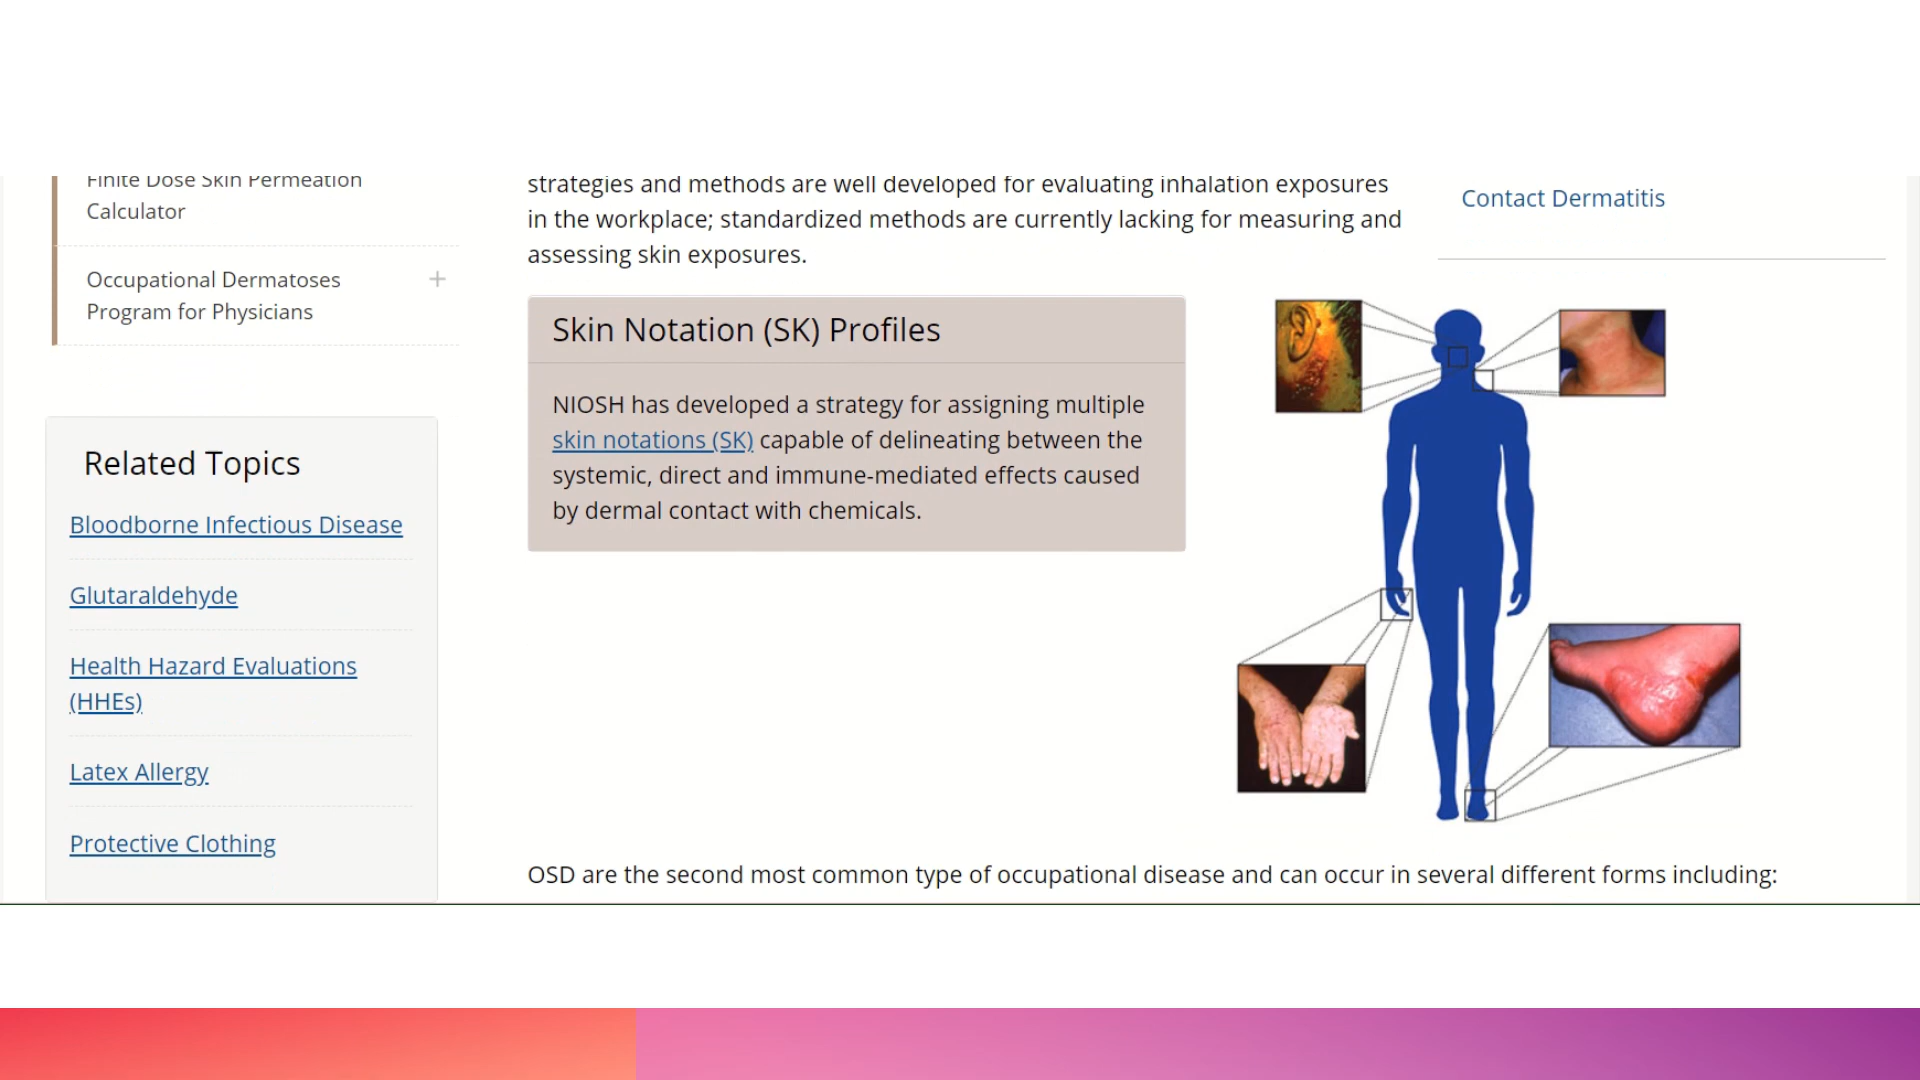 Finite Dose Skin Permeation
Calculator
Occupational Dermatoses
Program for Physicians
Related Topics
Bloodborne Infectious Disease
Glutaraldehyde
Health Hazard Evaluations
(HHEs)
Latex Allergy
Protective Clothing
strategies and methods are well developed for evaluating inhalation exposures
in the workplace; standardized methods are currently lacking for measuring and
assessing skin exposures.
Skin Notation (SK) Profiles
NIOSH has developed a strategy for assigning multiple
skin notations (SK) capable of delineating between the
systemic, direct and immune-mediated effects caused
by dermal contact with chemicals.
Contact Dermatitis
OSD are the second most common type of occupational disease and can occur in several different forms including: